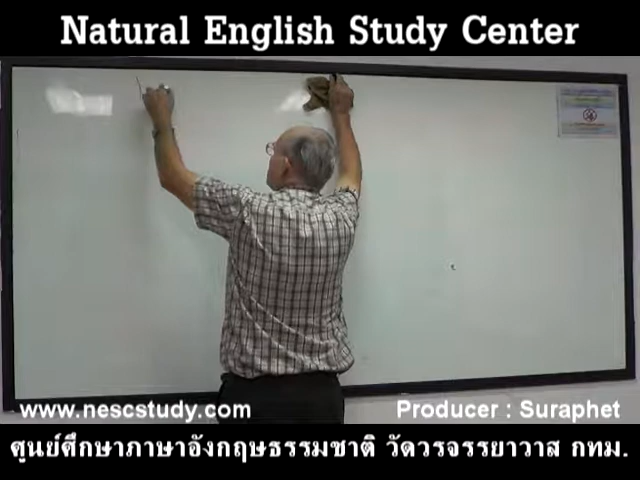 Natural English Study Center
www.nescstudy.com
Producer : Suraphet
ศูนย์ศึกษาภาษาอังกฤษธรรมชาติ วัดวรจรรยาวาส กทม.